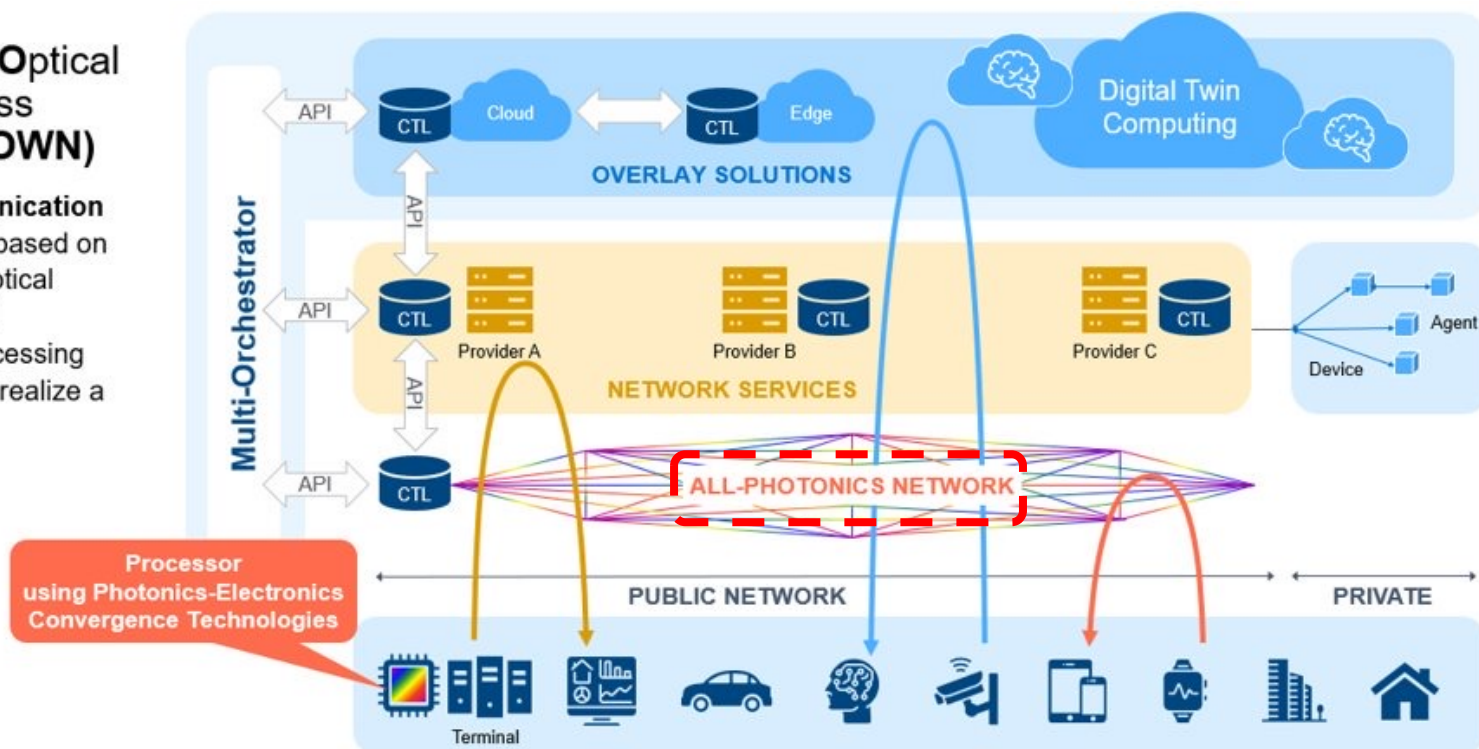 Optical
ss
OWN)
nication
based on
otical
cessing
realize a
Multi-Orchestrator
API
CTL
Cloud
CTL
Edge
Digital Twin
Computing
OVERLAY SOLUTIONS
API
API
CTL
Provider A
Provider B
CTL
Provider C
CTL
NETWORK SERVICES
Device
Agent
API
API
CTL
ALL-PHOTONICS NETWORK
Processor
using Photonics-Electronics
Convergence Technologies
PUBLIC NETWORK
PRIVATE
Terminal